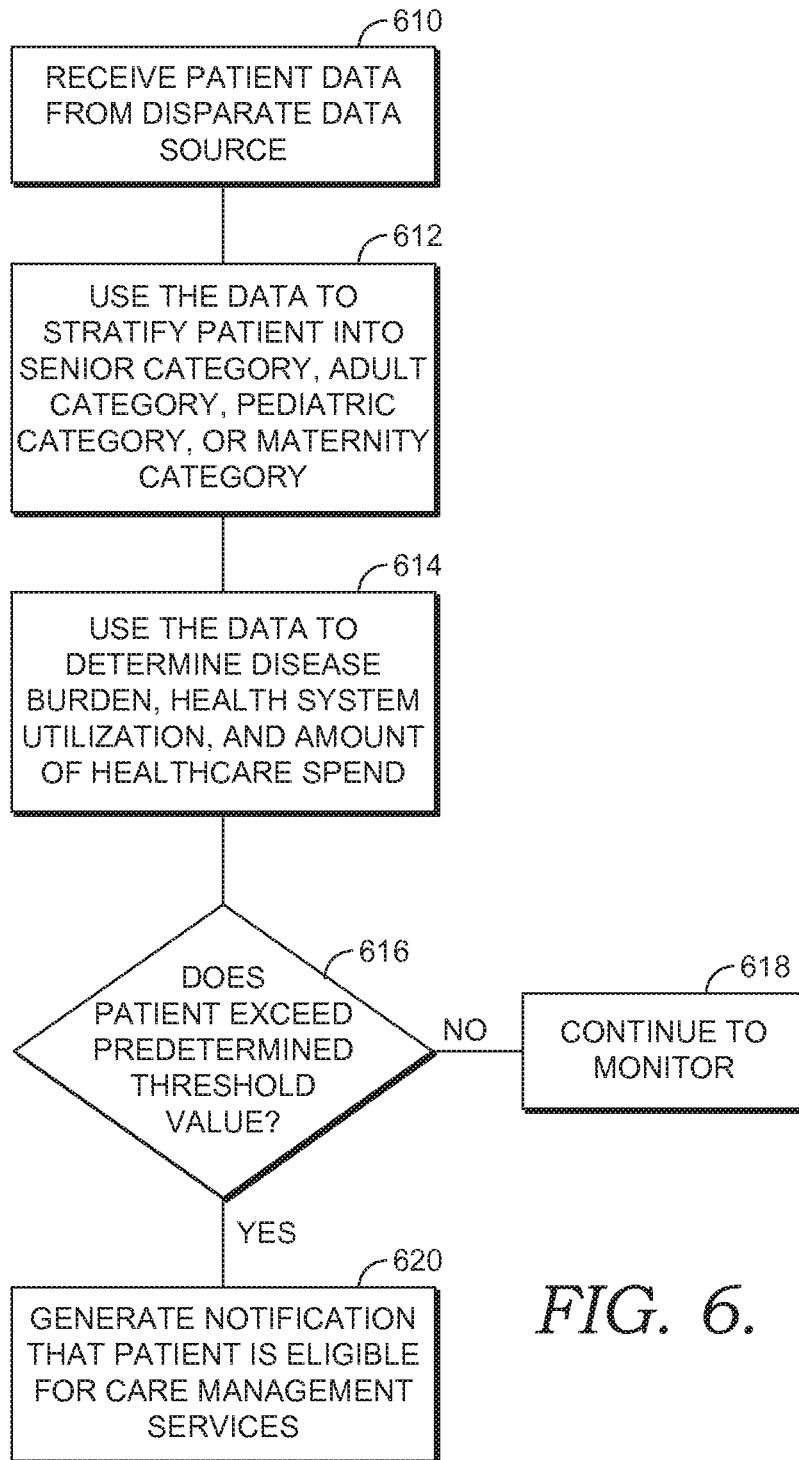 610
RECEIVE PATIENT DATA
FROM DISPARATE DATA
SOURCE
612
USE THE DATA TO
STRATIFY PATIENT INTO
SENIOR CATEGORY, ADULT
CATEGORY, PEDIATRIC
CATEGORY, OR MATERNITY
CATEGORY
614
USE THE DATA TO
DETERMINE DISEASE
BURDEN, HEALTH SYSTEM
UTILIZATION, AND AMOUNT
OF HEALTHCARE SPEND
616
DOES
PATIENT EXCEED
PREDETERMINED
THRESHOLD
VALUE?
NO
618
CONTINUE TO
MONITOR
YES
620
GENERATE NOTIFICATION
THAT PATIENT IS ELIGIBLE
FOR CARE MANAGEMENT
SERVICES
FIG. 6.